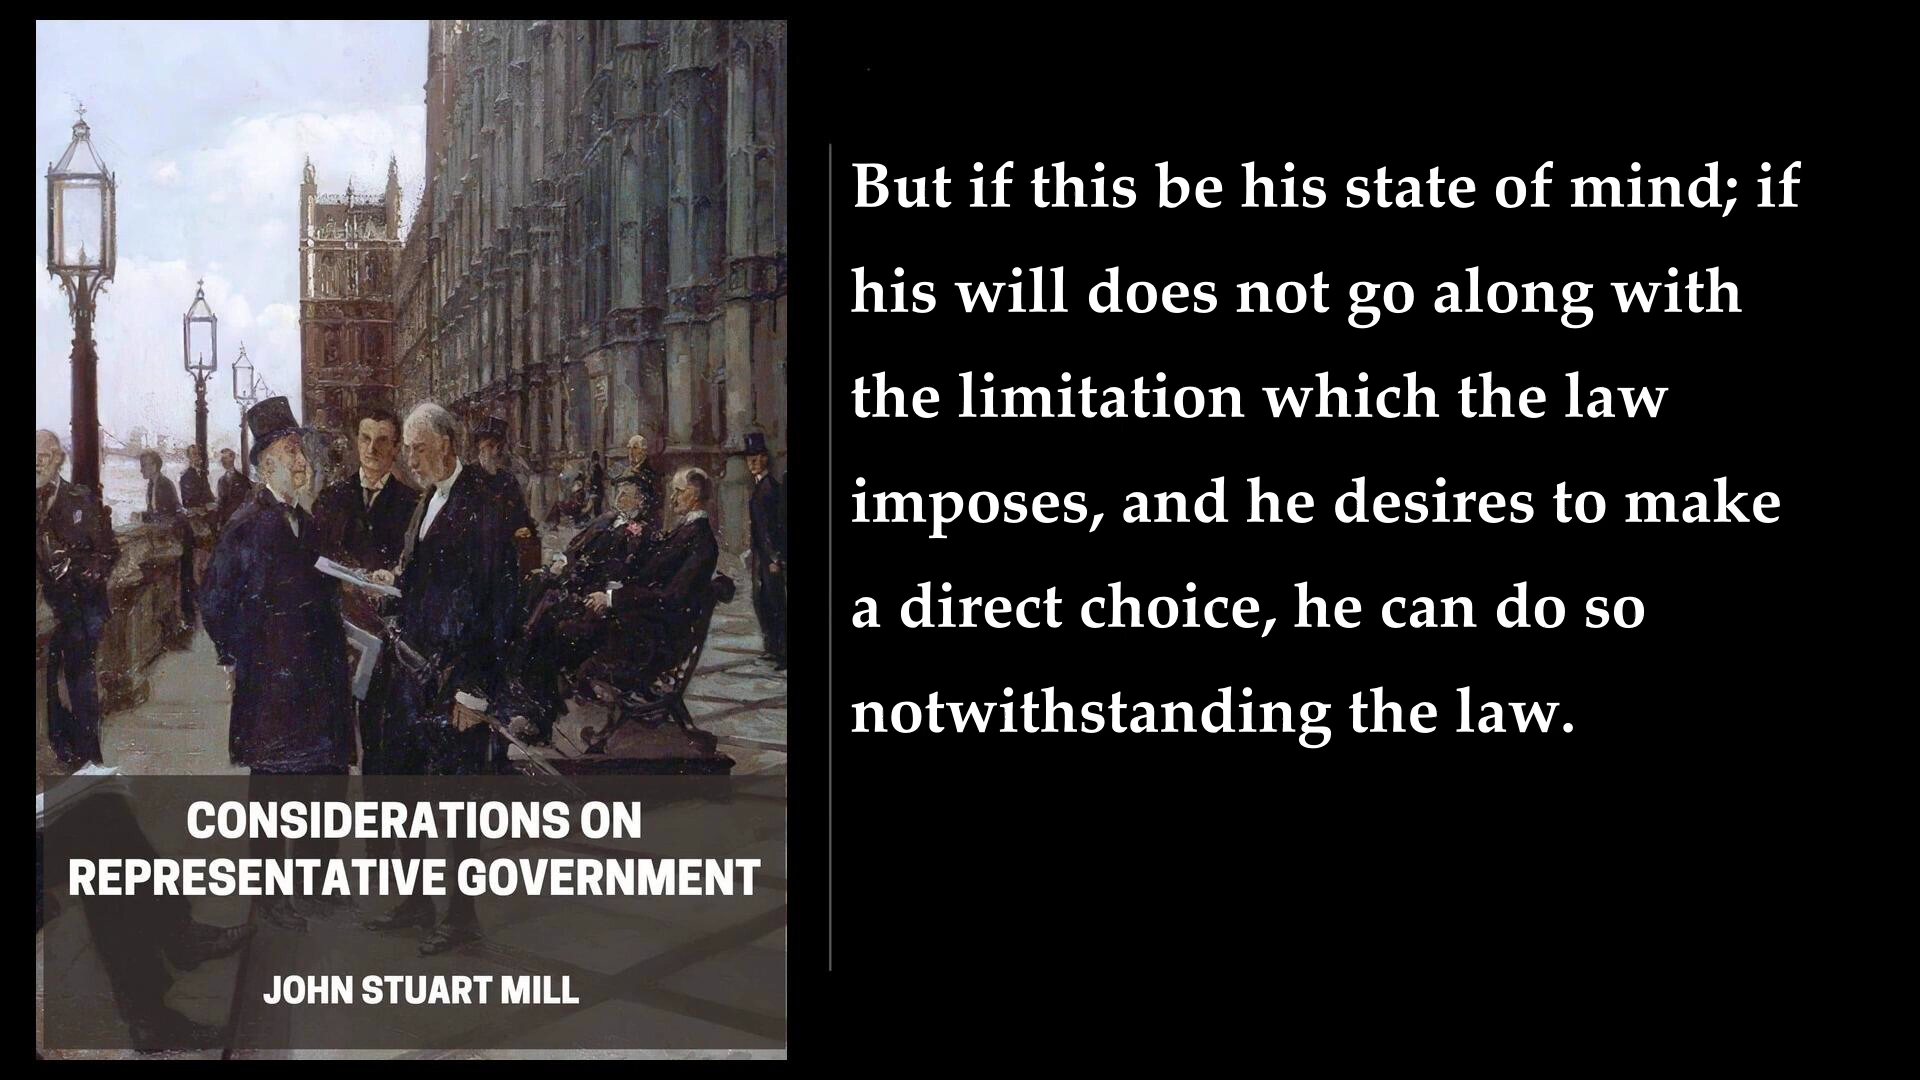 CONSIDERATIONS ON
REPRESENTATIVE GOVERNMENT
JOHN STUART MILL
But if this be his state of mind; if
his will does not go along with
the limitation which the law
imposes, and he desires to make
a direct choice, he can do so
notwithstanding the law.